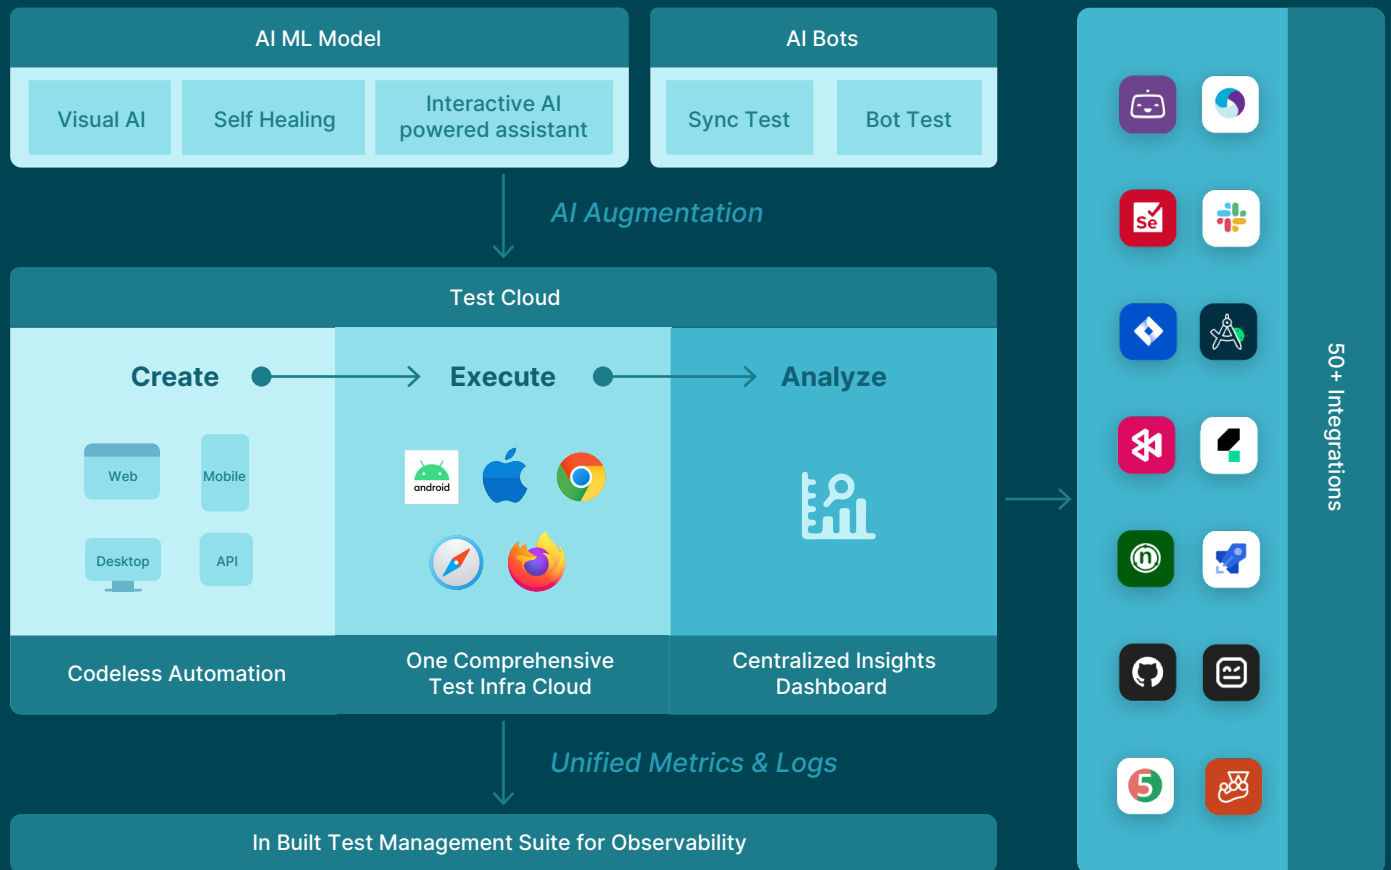 AI ML Model
AI Bots
Visual AI
Self Healing
Interactive AI
powered assistant
Sync Test
Bot Test
AI Augmentation
Test Cloud
Create
Execute
Analyze
Web
Mobile
Desktop
API
android
Codeless Automation
One Comprehensive
Test Infra Cloud
Centralized Insights
Dashboard
Unified Metrics & Logs
In Built Test Management Suite for Observability
Se
n
5
50+ Integrations